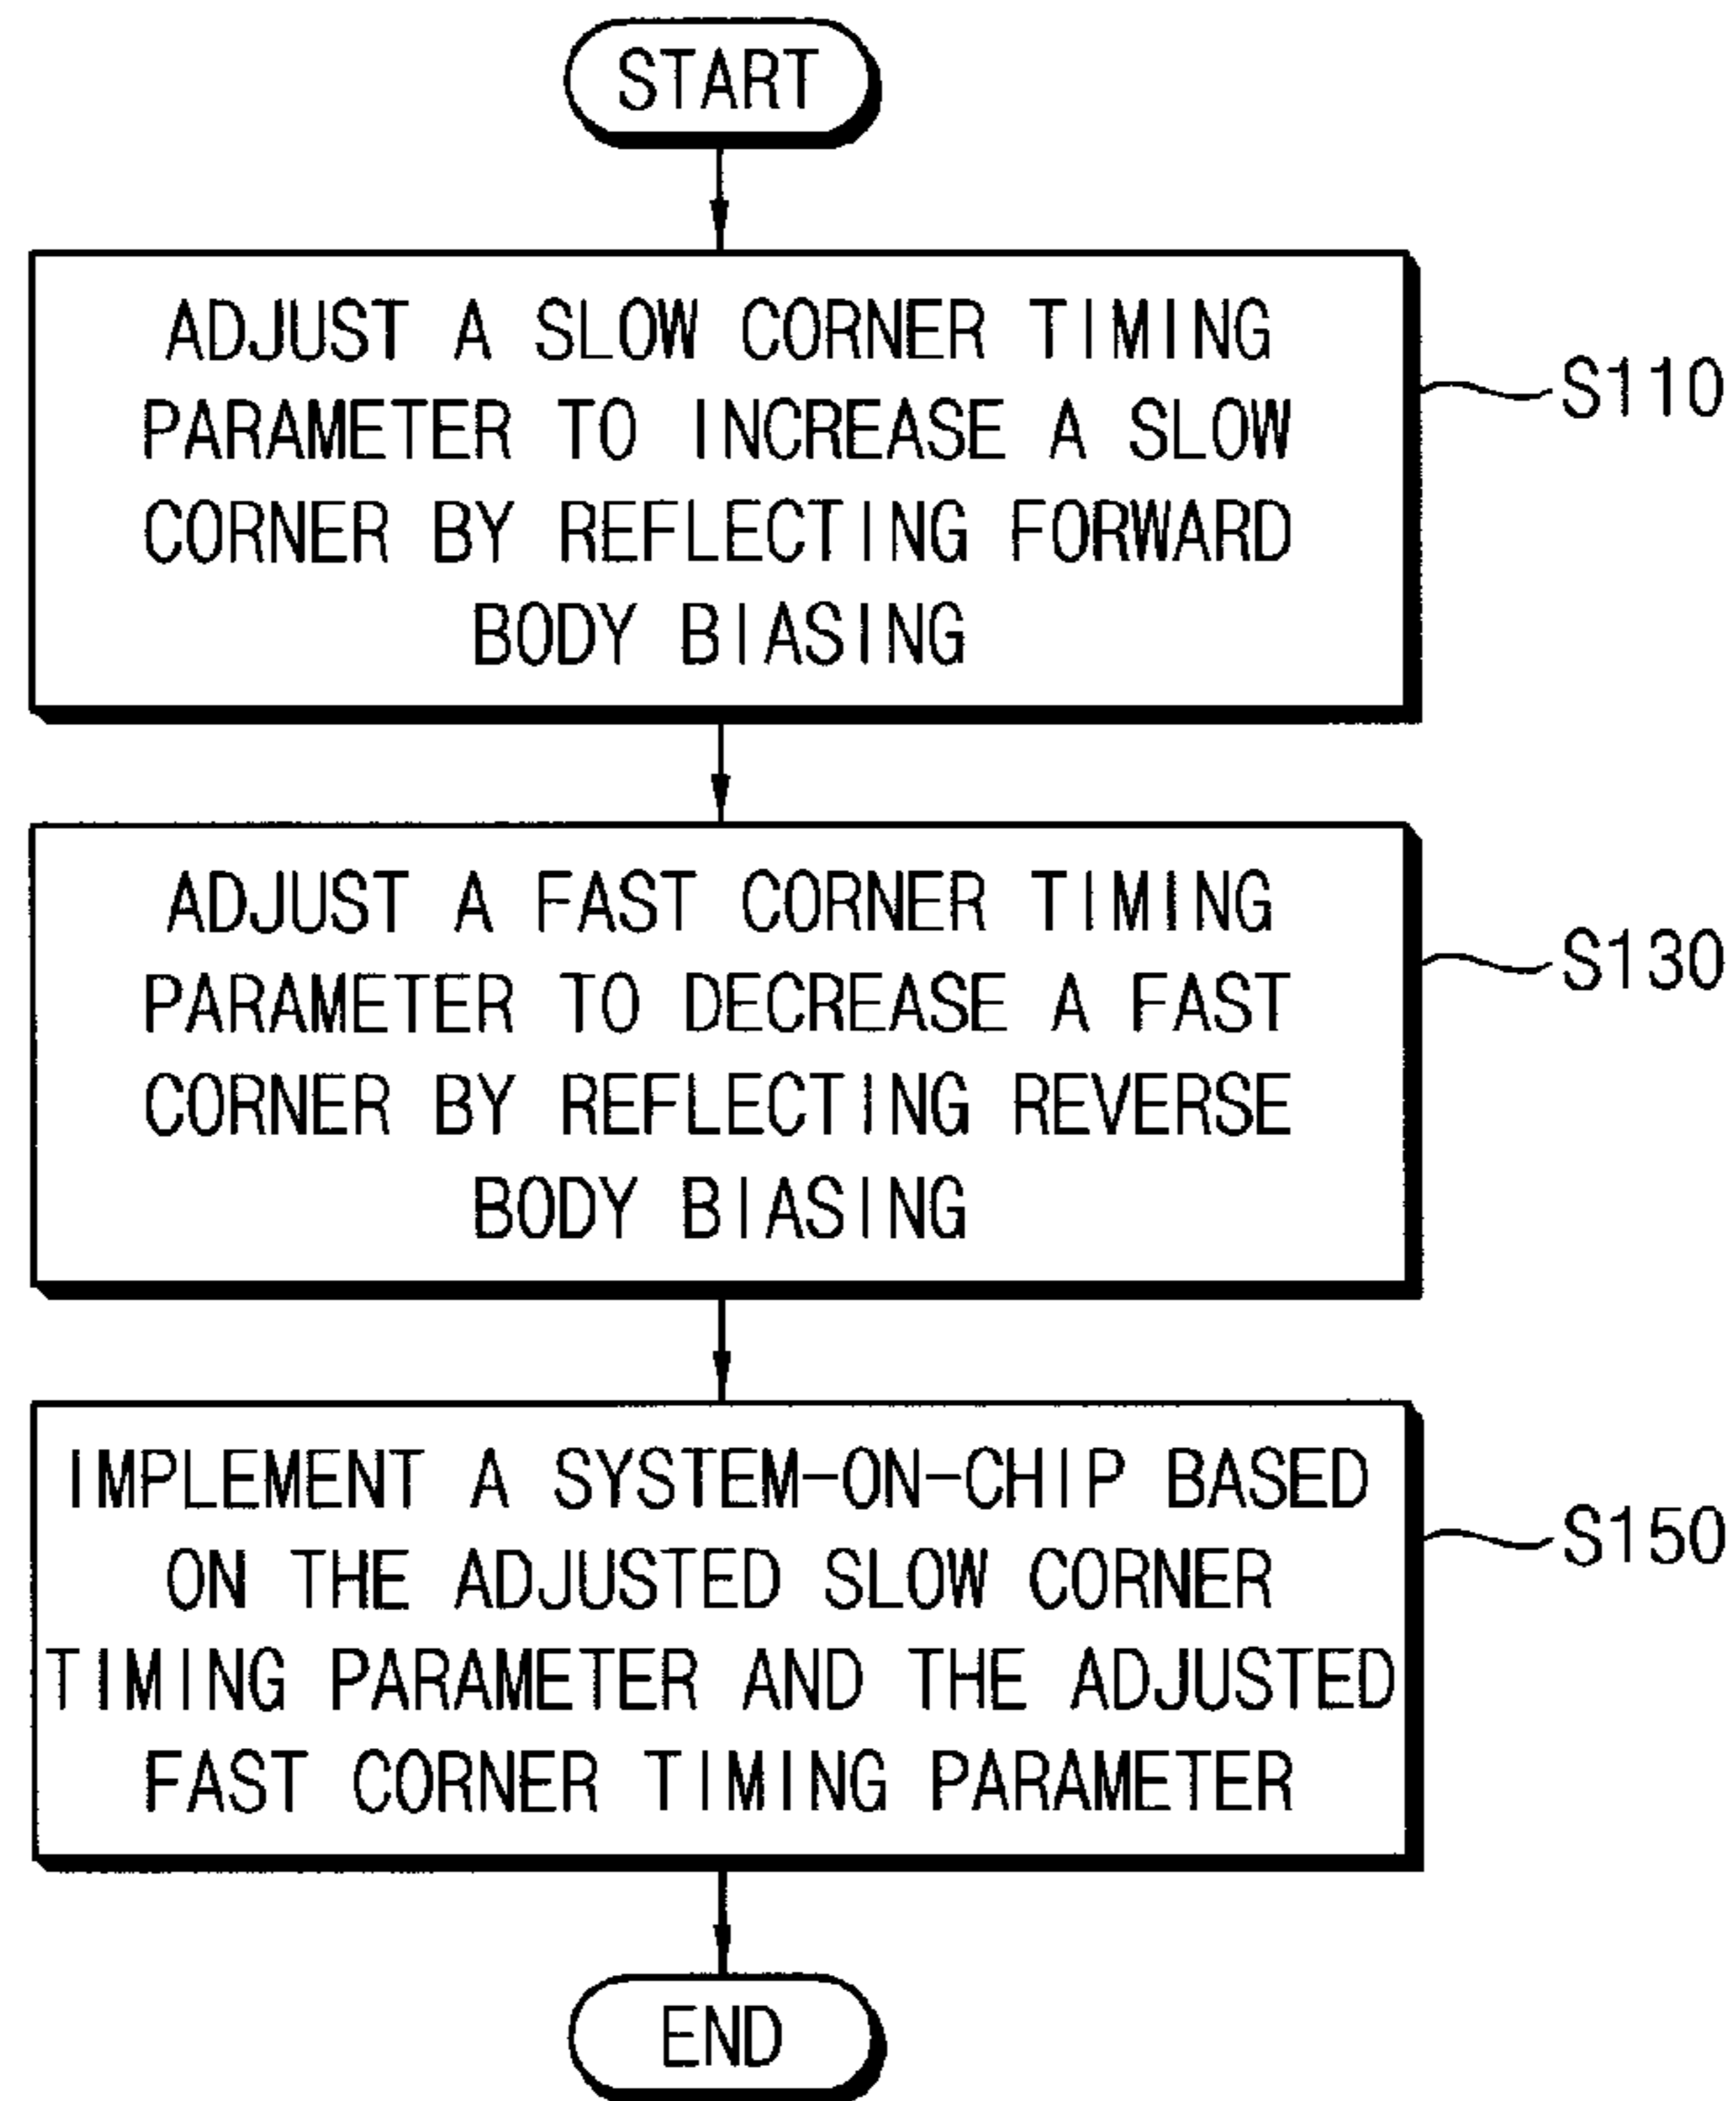 START
ADJUST A SLOW CORNER TIMING
PARAMETER TO INCREASE A SLOW
CORNER BY REFLECTING FORWARD
BODY BIASING
S110
ADJUST A FAST CORNER TIMING
PARAMETER TO DECREASE A FAST
CORNER BY REFLECTING REVERSE
BODY BIASING
S130
IMPLEMENT A SYSTEM-ON-CHIP BASED
ON THE ADJUSTED SLOW CORNER
TIMING PARAMETER AND THE ADJUSTED
FAST CORNER TIMING PARAMETER
S150
END